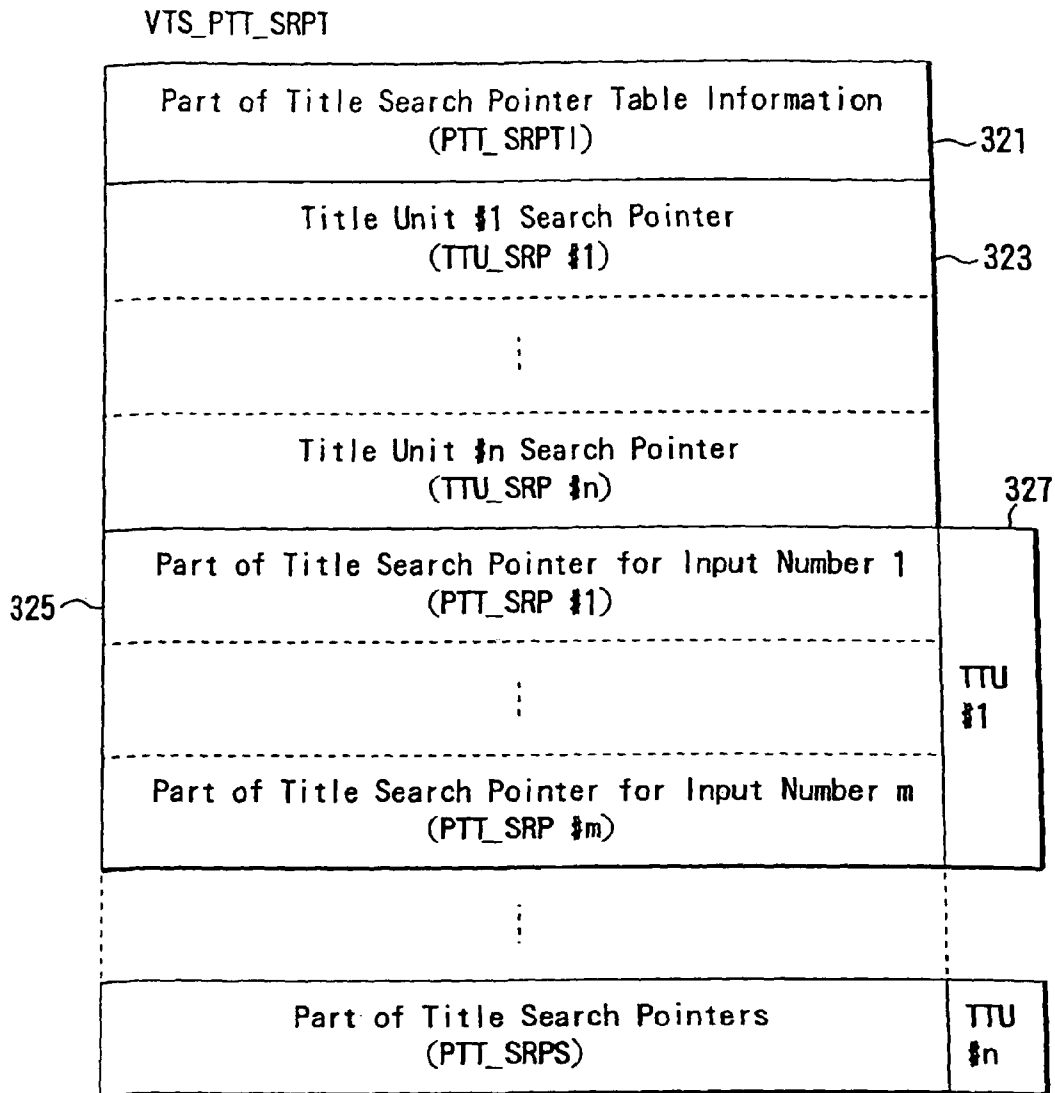 VTS_PTT_SRPT
Part of Title Search Pointer Table Information
(PTT_SRPTI)
321
Title Unit #1 Search Pointer
(TTU_SRP #1)
323
Title Unit #n Search Pointer
(TTU_SRP #n)
327
Part of Title Search Pointer for Input Number 1
(PTT_SRP #1)
325
TTU
#1
Part of Title Search Pointer for Input Number m
(PTT_SRP #m)
Part of Title Search Pointers
(PTT_SRPS)
TTU
#n